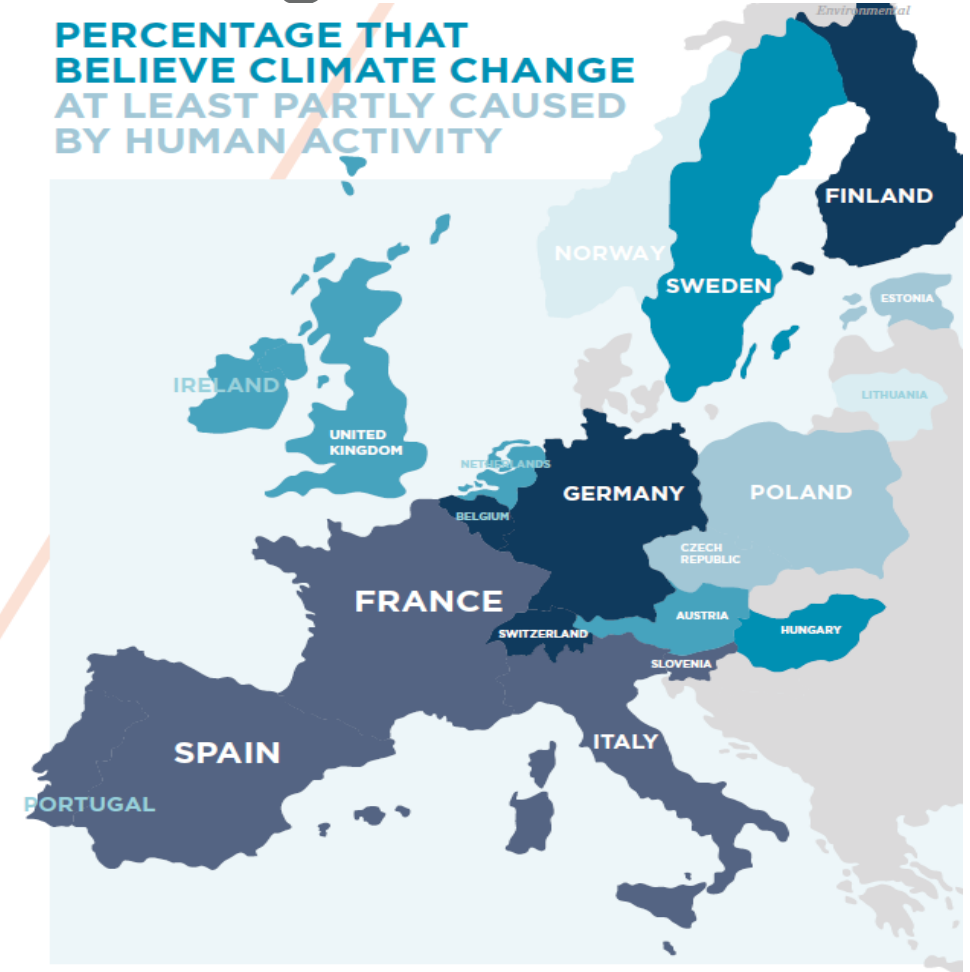 Environmental
PERCENTAGE THAT
BELIEVE CLIMATE CHANGE
AT LEAST PARTLY CAUSED
BY HUMAN ACTIVITY
FINLAND
NORWAY
SWEDEN
ESTONIA
IRELAND
LITHUANIA
UNITED
KINGDOM
NETHERLANDS
GERMANY
POLAND
BELGIUM
CZECH
REPUBLIC
FRANCE
AUSTRIA
SWITZERLAND
HUNGARY
SLOVENIA
SPAIN
ITALY
PORTUGAL